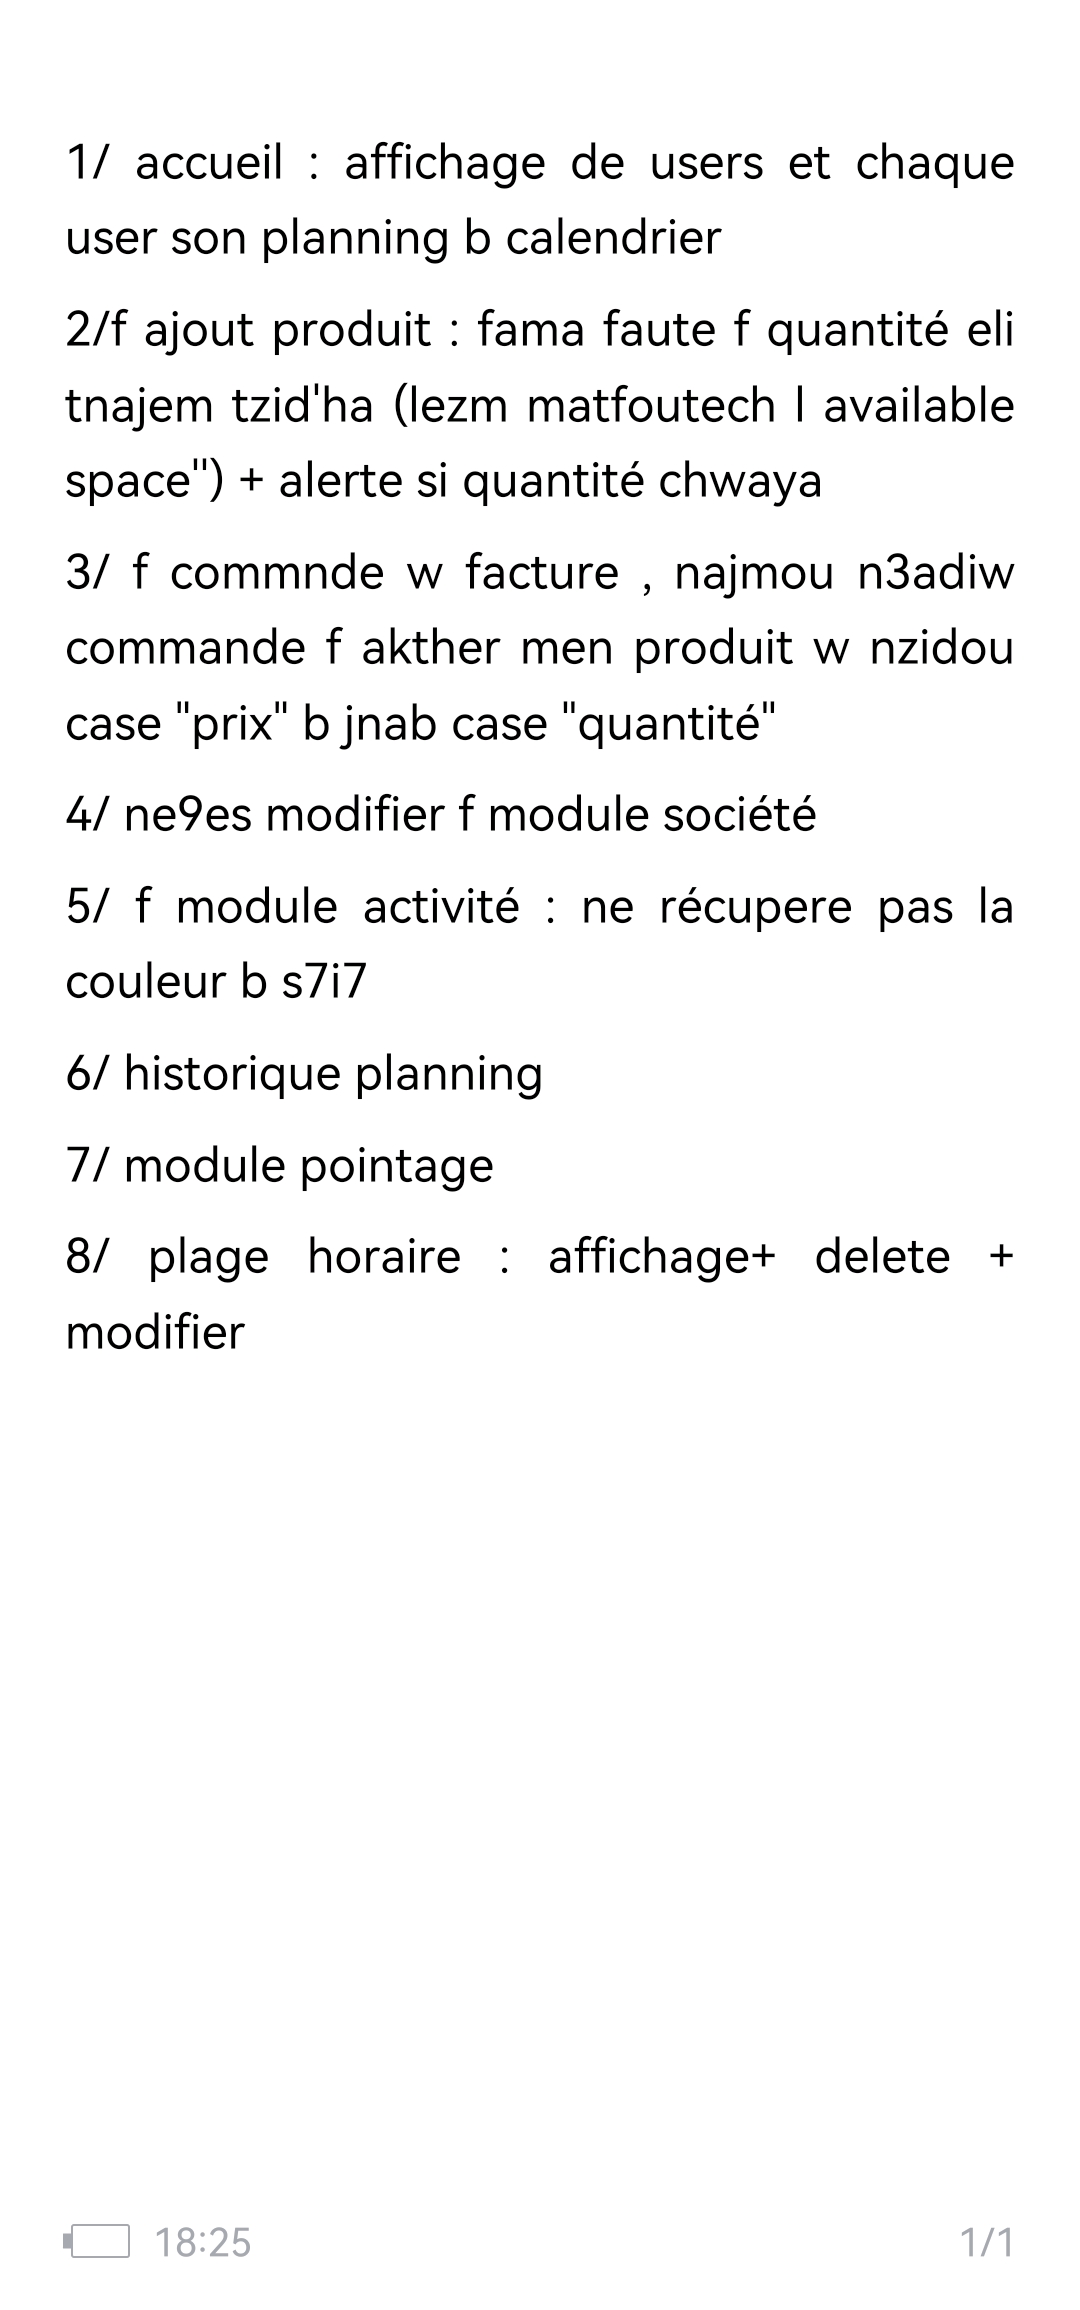 1/ accueil : affichage de users et chaque
user son planning b calendrier
2/f ajout produit : fama faute f quantité eli
tnajem tzid'ha (lezm matfoutech l available
space") + alerte si quantité chwaya
3/ f commnde w facture , najmou n3adiw
commande f akther men produit w nzidou
case "prix" b jnab case "quantité"
4/ ne9es modifier f module société
5/ f module activité : ne récupere pas la
couleur b s7i7
6/ historique planning
7/ module pointage
8/ plage horaire : affichage+ delete +
modifier
18:25 1/1